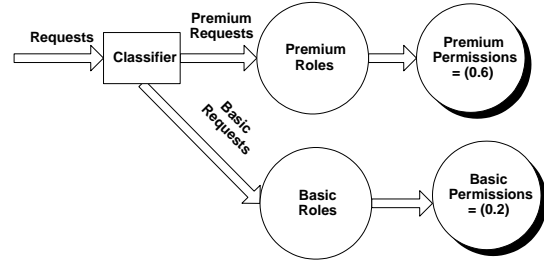 Requests
Classifier
Premium
Requests
Premium
Roles
Premium
Permissions
= (0.6)
Basic
Requests
Basic
Roles
Basic
Permissions
= (0.2)